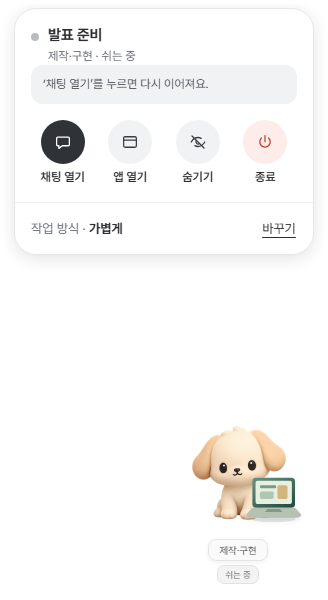 발표 준비
제작·구현 · 쉬는 중
‘채팅 열기’를 누르면 다시 이어져요.
채팅 열기 앱 열기 숨기기 종료
작업 방식 · 가볍게 바꾸기
제작·구현
쉬는 중